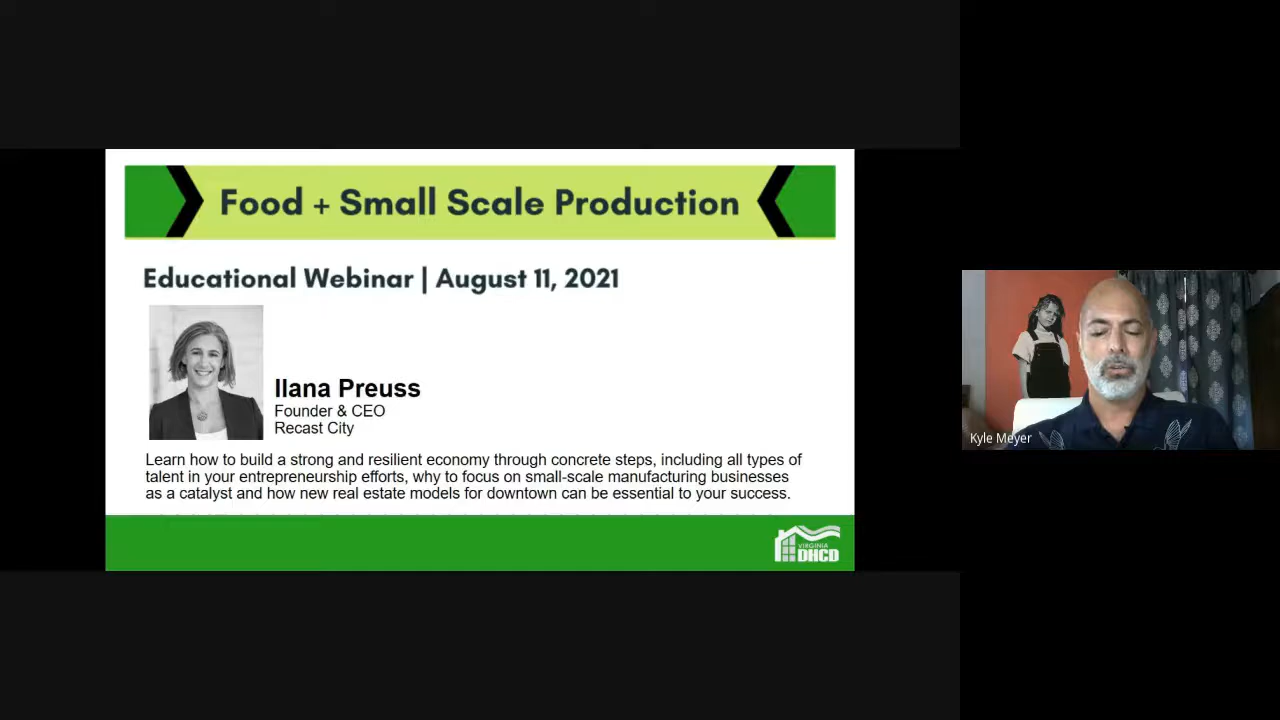 Food + Small Scale Production
Educational Webinar | August 11, 2021
Ilana Preuss
Founder & CEO
Recast City
Learn how to build a strong and resilient economy through concrete steps, including all types of
talent in your entrepreneurship efforts, why to focus on small-scale manufacturing businesses
as a catalyst and how new real estate models for downtown can be essential to your success.
VIRGINIA
DHCD
Kyle Meyer